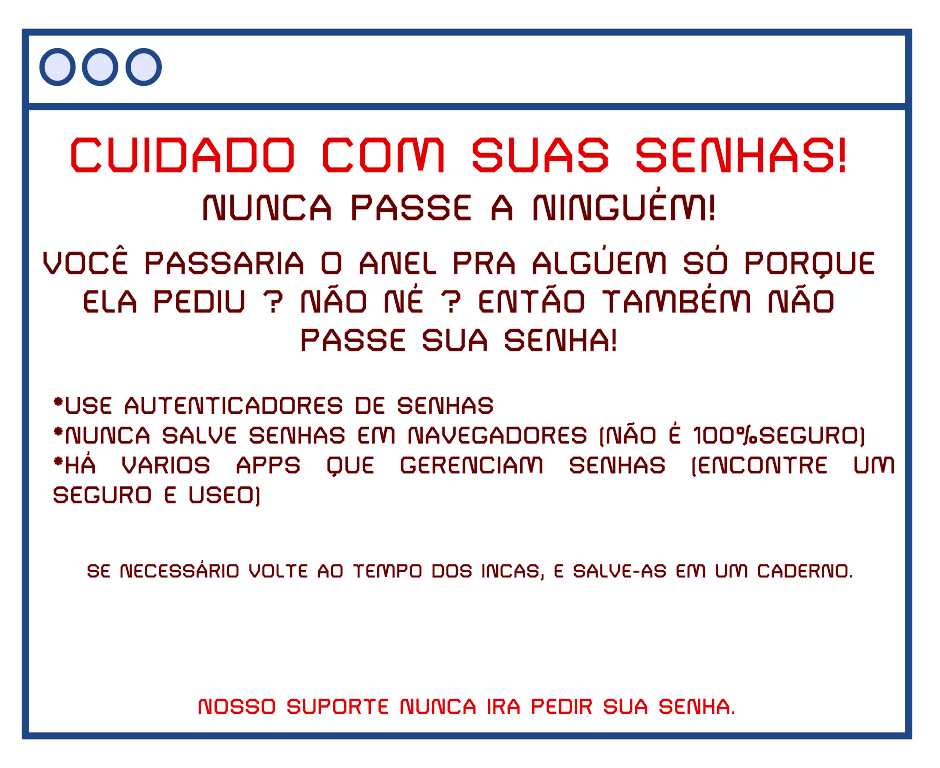 CUIDADO COM SUAS SENHAS!
NUNCA PASSE A NINGUÉM!
VOCÊ PASSARIA O ANEL PRA ALGÚEM SÓ PORQUE
ELA PEDIU ? NÃO NÉ ? ENTÃO TAMBÉM NÃO
PASSE SUA SENHA!
*USE AUTENTICADORES DE SENHAS
*NUNCA SALVE SENHAS EM NAVEGADORES (NÃO É 100%SEGURO)
*HÁ VARIOS APPS QUE GERENCIAM SENHAS (ENCONTRE UM
SEGURO E USEO)
SE NECESSÁRIO VOLTE AO TEMPO DOS INCAS, E SALVE-AS EM UM CADERNO.
NOSSO SUPORTE NUNCA IRA PEDIR SUA SENHA.